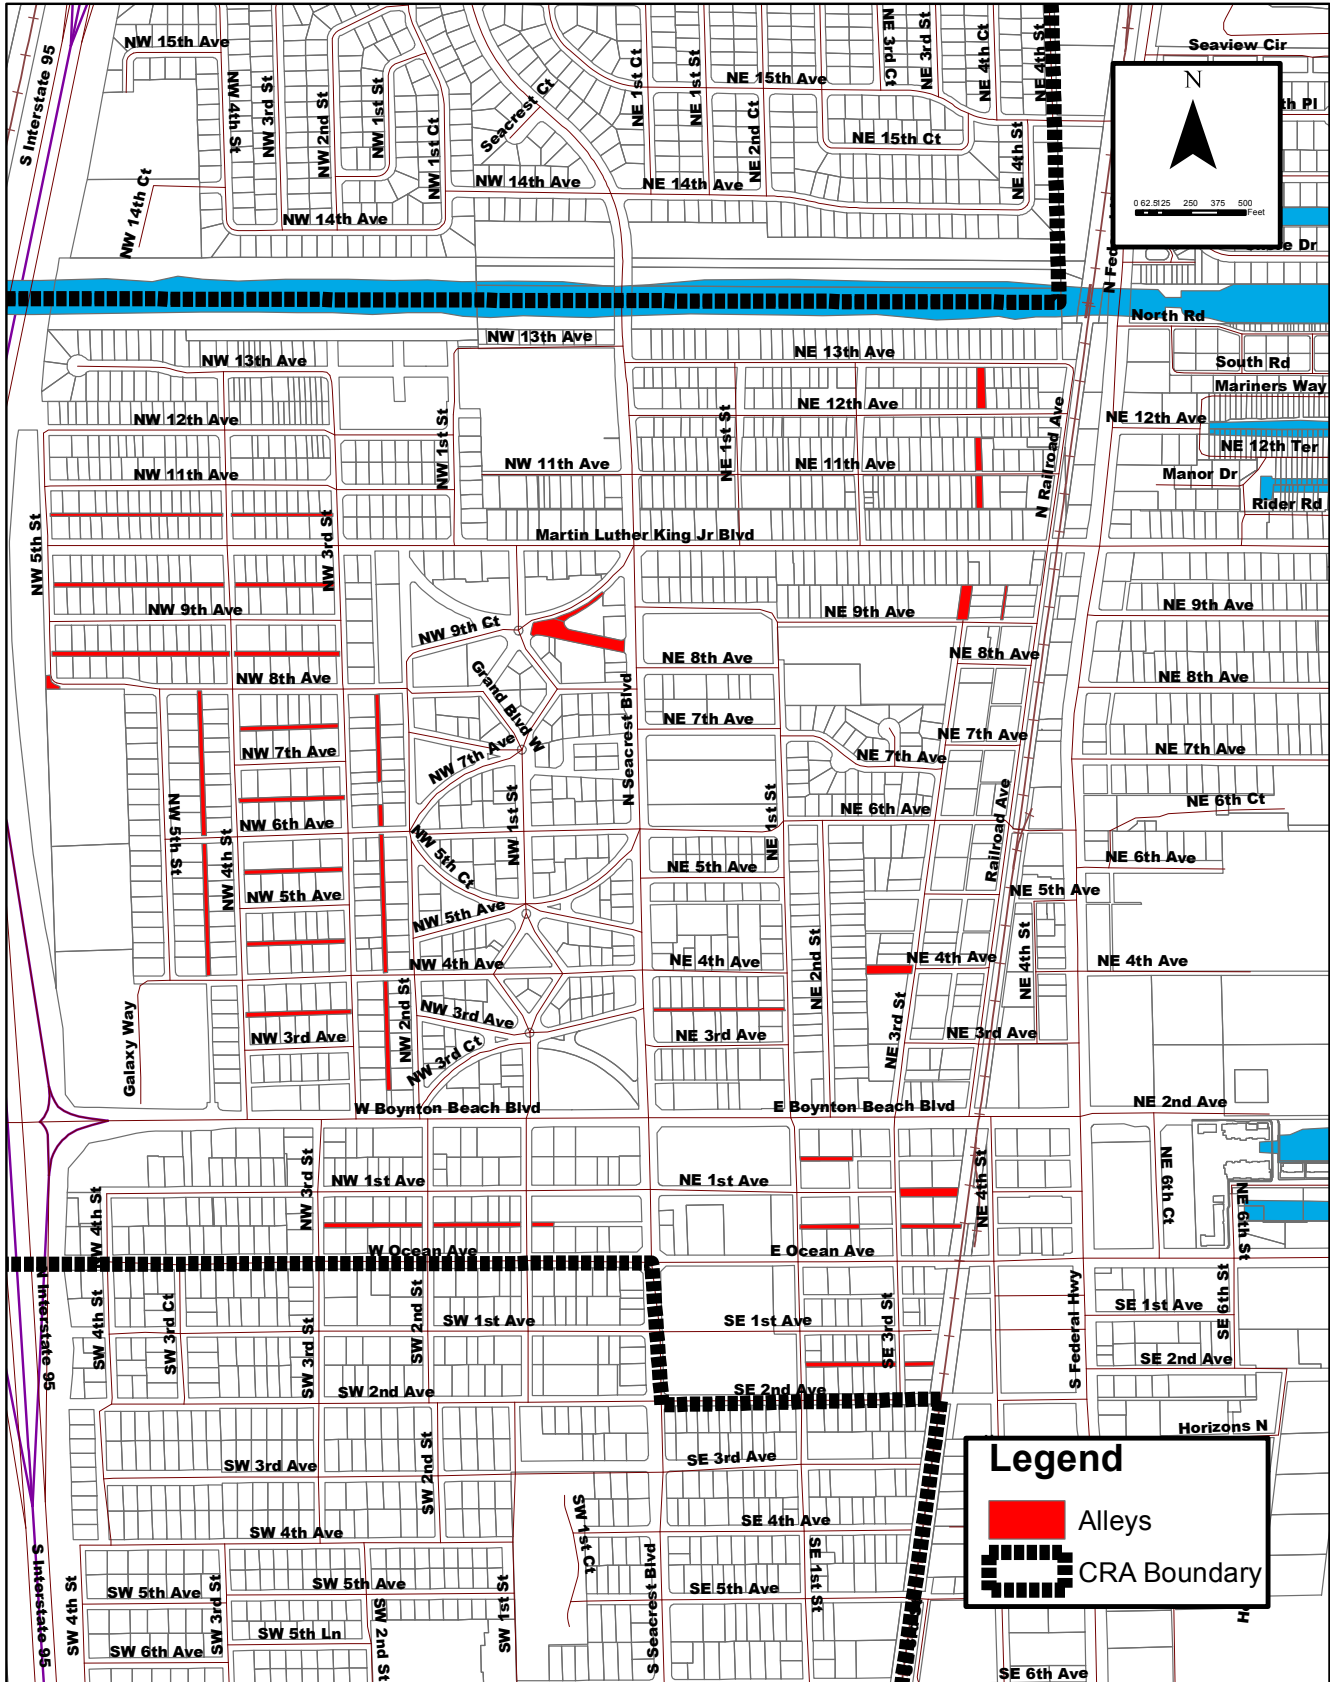 NW 15th Ave
S Interstate 95
NW 4th St
NW 3rd St
NW 2nd St
NW 1st St
NW 1st Ct
Seacrest Ct
NE 1st Ct
NE 1st St
NE 15th Ave
NE 2nd Ct
NE 3rd Ct
NE 3rd St
NE 4th Ct
NE 4th St
Seaview Cir
th Pl
N
0 62.5125 250 375 500
Feet
NE 15th Ct
NE 4th St
NW 14th Ct
NW 14th Ave
NW 14th Ave
NE 14th Ave
Dr
N Fed
North Rd
NW 13th Ave
NW 13th Ave
NE 13th Ave
South Rd
Mariners Way
NW 12th Ave
NW 1st St
NE 1st St
NE 12th Ave
NE 12th Ave
NE 12th Ter
NW 11th Ave
NW 11th Ave
NE 11th Ave
N Railroad Ave
Manor Dr
Rider Rd
NW 5th St
NW 3rd St
Martin Luther King Jr Blvd
NW 9th Ave
NW 9th Ct
NE 9th Ave
NE 9th Ave
NW 8th Ave
Grand Blvd W
NE 8th Ave
NE 8th Ave
NE 8th Ave
N Seacrest Blvd
NW 7th Ave
NW 7th Ave
NE 7th Ave
NE 7th Ave
NE 7th Ave
NE 7th Ave
NW 5th St
NW 4th St
NW 6th Ave
NW 1st St
NE 1st St
NE 6th Ave
Railroad Ave
NE 6th Ct
NE 6th Ave
NW 5th Ct
NW 5th Ave
NW 5th Ave
NE 5th Ave
NE 5th Ave
NW 4th Ave
NE 4th Ave
NE 2nd St
NE 4th Ave
NE 4th St
NE 4th Ave
Galaxy Way
NW 3rd Ave
NW 2nd St
NW 3rd Ave
NW 3rd Ct
NE 3rd Ave
NE 3rd St
NE 3rd Ave
W Boynton Beach Blvd
E Boynton Beach Blvd
NE 2nd Ave
NW 4th St
NW 3rd St
NW 1st Ave
NE 1st Ave
NE 4th St
NE 6th Ct
NE 6th St
W Ocean Ave
E Ocean Ave
N Interstate 95
SW 4th St
SW 3rd Ct
SW 3rd St
SW 2nd St
SW 1st Ave
SE 1st Ave
SE 3rd St
S Federal Hwy
SE 1st Ave
SE 6th St
SE 2nd Ave
SW 2nd Ave
SE 2nd Ave
Horizons N
SW 3rd Ave
SW 2nd St
SE 3rd Ave
SW 4th Ave
SW 1st Ct
SE 4th Ave
S Interstate 95
SW 4th St
SW 5th Ave
SW 3rd St
SW 5th Ave
SW 5th Ln
SW 6th Ave
SW 2nd St
SW 1st St
S Seacrest Blvd
SE 5th Ave
SE 1st St
SE 6th Ave
Legend
Alleys
CRA Boundary